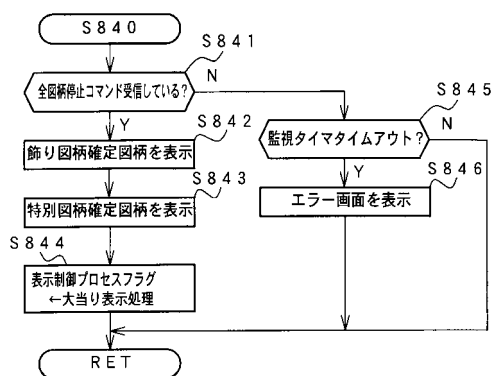 S840
S841
全図柄停止コマンド受信している?
N
Y
S842
飾り図柄確定図柄を表示
S843
特別図柄確定図柄を表示
S844
表示制御プロセスフラグ
←大当り表示処理
S845
監視タイマタイムアウト?
N
Y
S846
エラー画面を表示
RET